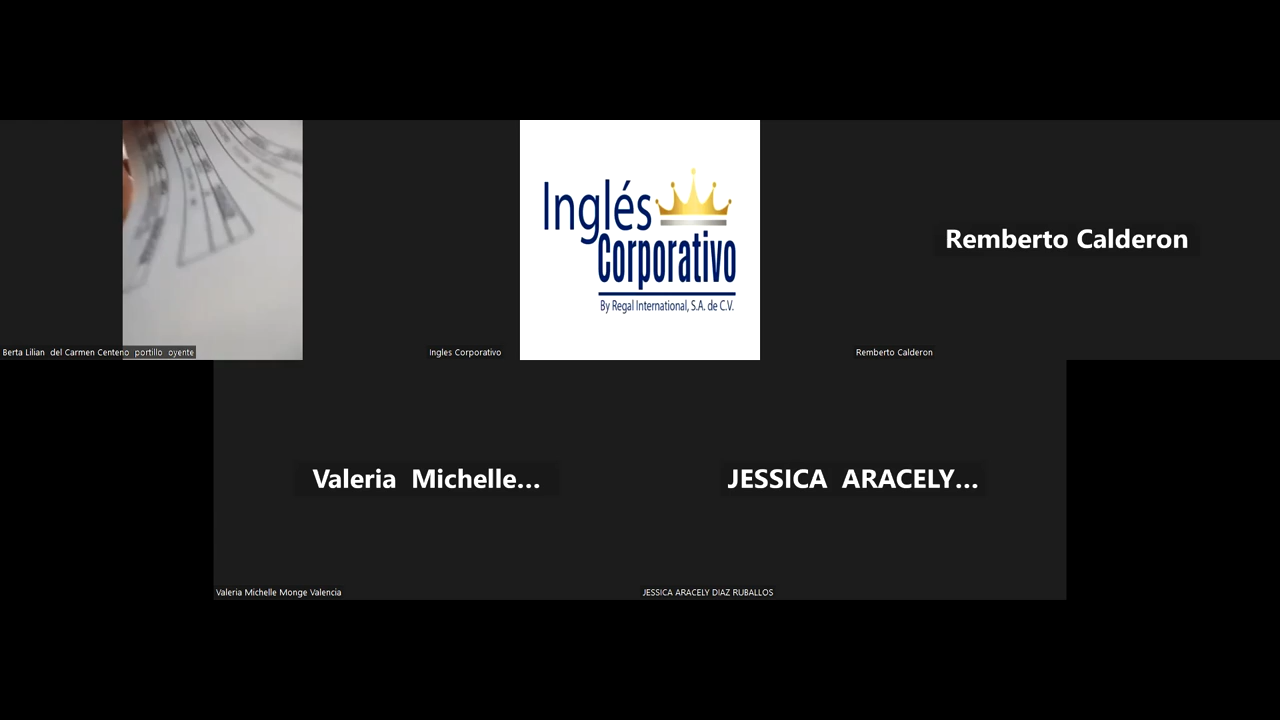 Berta Lilian del Carmen Centeno portillo oyente
Inglés
Corporativo
By Regal International, S.A. de C.V.
Ingles Corporativo
Remberto Calderon
Remberto Calderon
Valeria Michelle...
Valeria Michelle Monge Valencia
JESSICA ARACELY...
JESSICA ARACELY DIAZ RUBALLOS